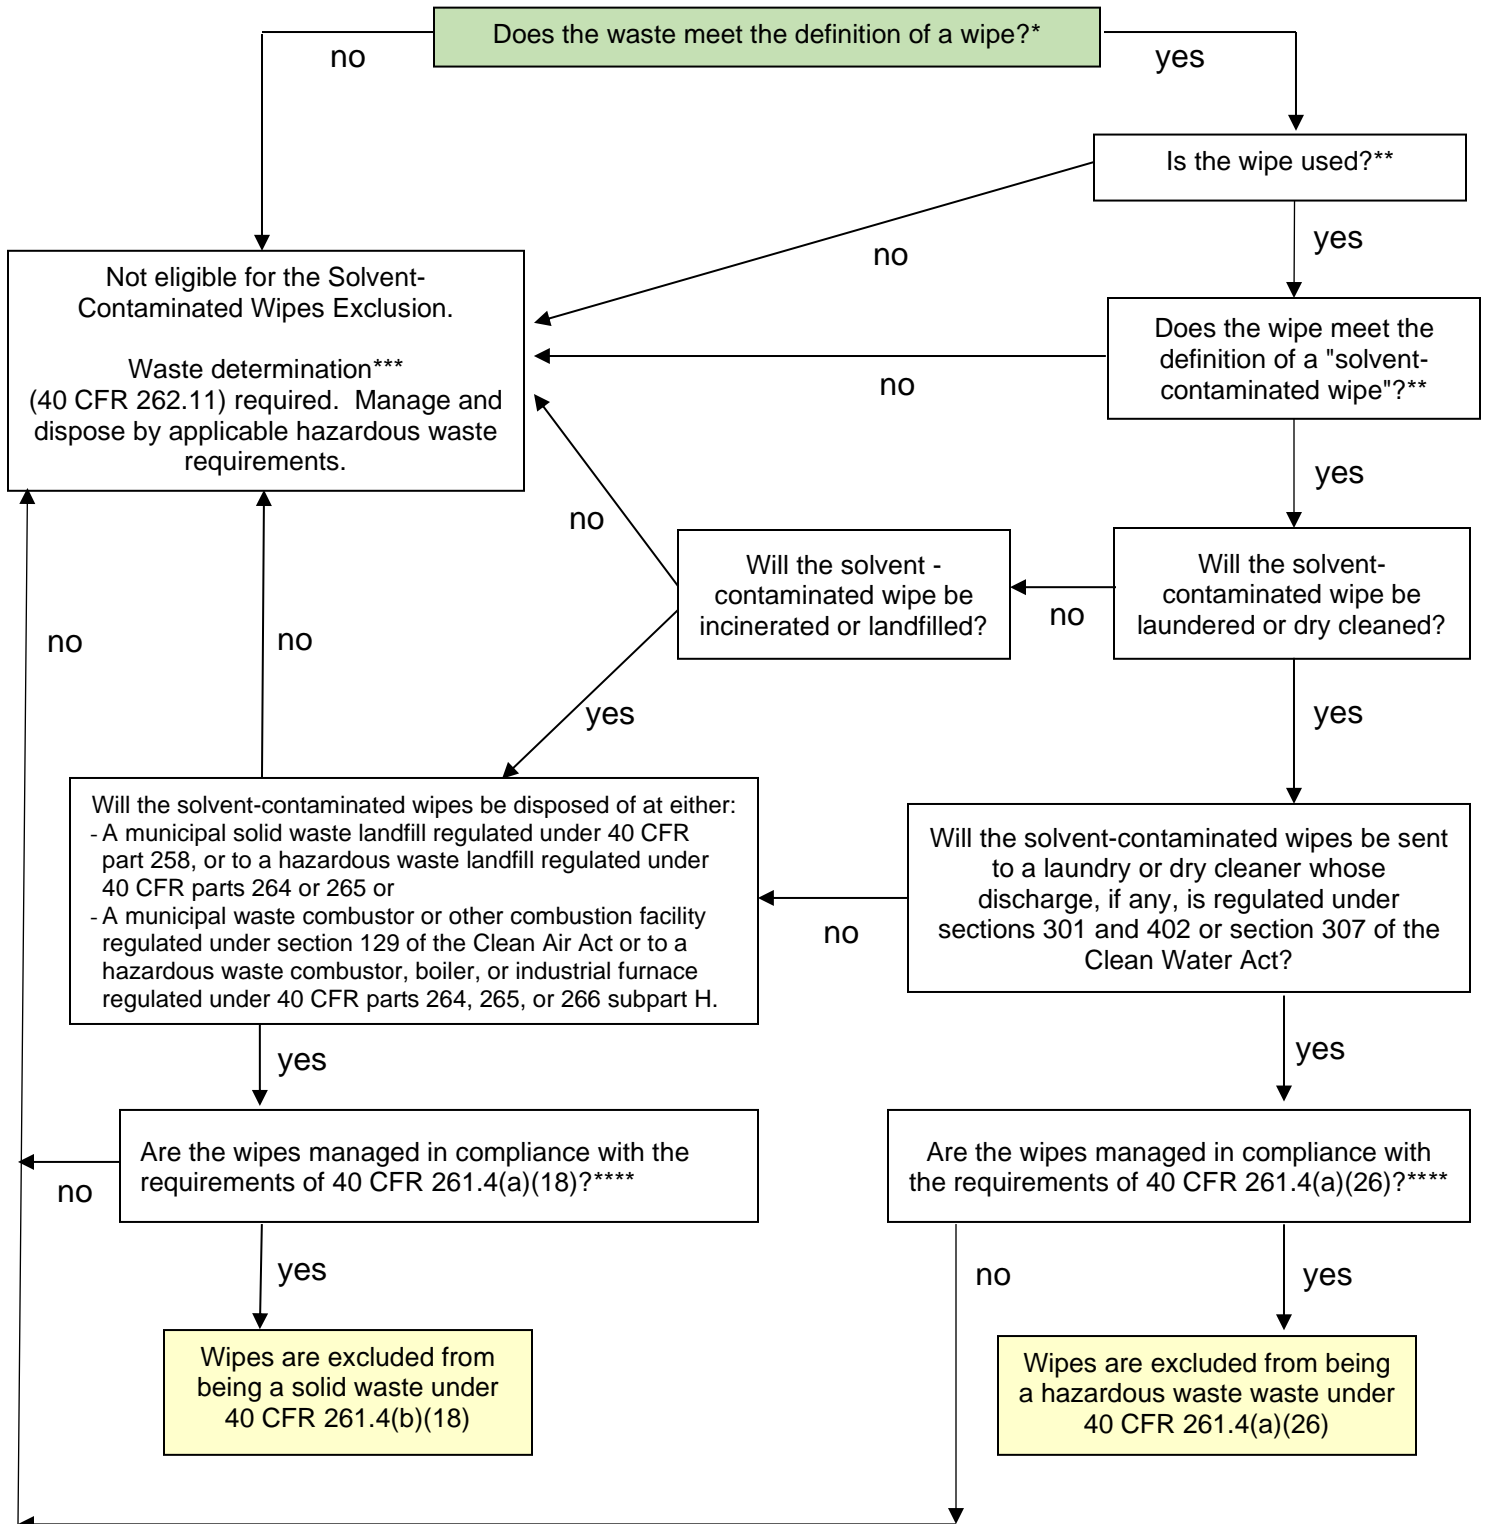 Does the waste meet the definition of a wipe?*
no
yes
Is the wipe used?**
no
yes
Not eligible for the Solvent-
Contaminated Wipes Exclusion.
Waste determination***
(40 CFR 262.11) required. Manage and
dispose by applicable hazardous waste
requirements.
Does the wipe meet the
definition of a "solvent-
contaminated wipe"?**
no
yes
Will the solvent-
contaminated wipe be
laundered or dry cleaned?
no
Will the solvent -
contaminated wipe be
incinerated or landfilled?
no
yes
yes
no
no
Will the solvent-contaminated wipes be disposed of at either:
- A municipal solid waste landfill regulated under 40 CFR
part 258, or to a hazardous waste landfill regulated under
40 CFR parts 264 or 265 or
- A municipal waste combustor or other combustion facility
regulated under section 129 of the Clean Air Act or to a
hazardous waste combustor, boiler, or industrial furnace
regulated under 40 CFR parts 264, 265, or 266 subpart H.
Will the solvent-contaminated wipes be sent
to a laundry or dry cleaner whose
discharge, if any, is regulated under
sections 301 and 402 or section 307 of the
Clean Water Act?
no
yes
yes
Are the wipes managed in compliance with the
requirements of 40 CFR 261.4(a)(18)?****
no
yes
Are the wipes managed in compliance with
the requirements of 40 CFR 261.4(a)(26)?****
no
yes
Wipes are excluded from
being a solid waste under
40 CFR 261.4(b)(18)
Wipes are excluded from being
a hazardous waste waste under
40 CFR 261.4(a)(26)